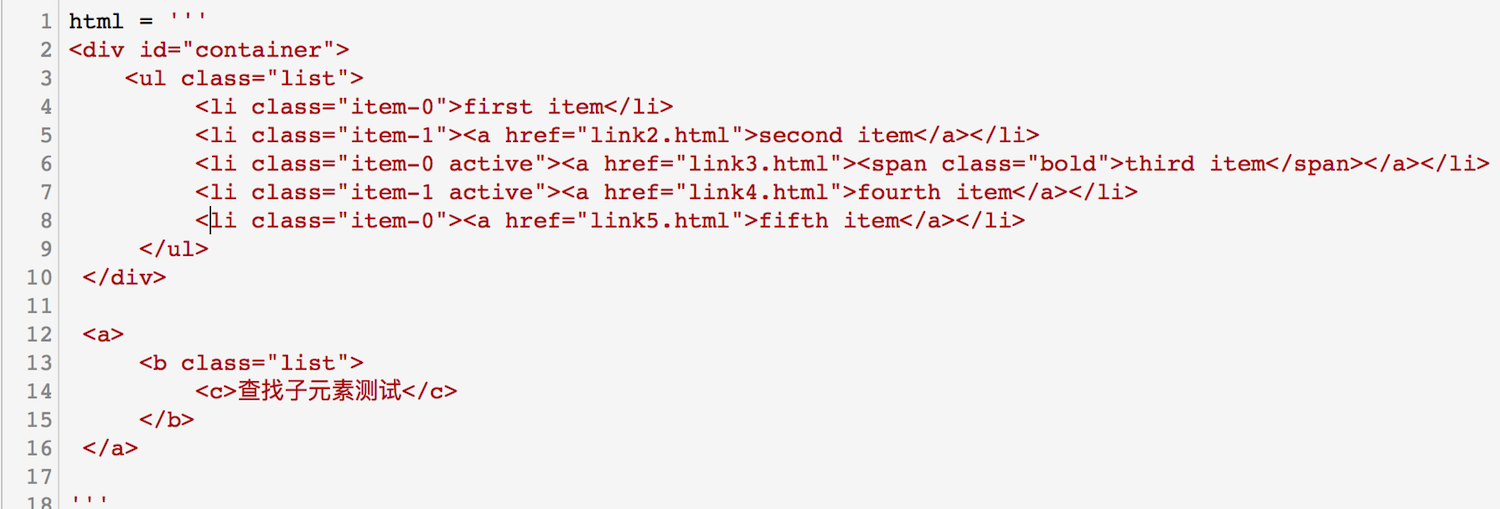 1 html = '''
2 <div id="container">
3     <ul class="list">
4          <li class="item-0">first item</li>
5          <li class="item-1"><a href="link2.html">second item</a></li>
6          <li class="item-0 active"><a href="link3.html"><span class="bold">third item</span></a></li>
7          <li class="item-1 active"><a href="link4.html">fourth item</a></li>
8          <li class="item-0"><a href="link5.html">fifth item</a></li>
9      </ul>
10  </div>
11
12  <a>
13      <b class="list">
14          <c>查找子元素测试</c>
15      </b>
16  </a>
17
18 '''